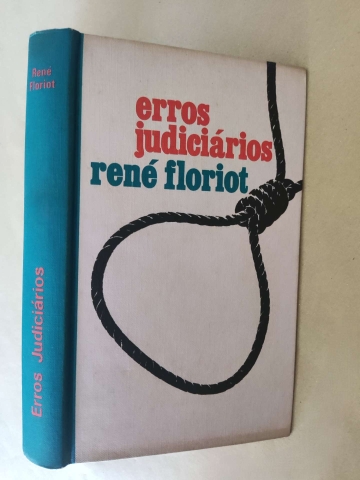 René
Floriot
Erros Judiciários
erros
judiciários
rené floriot